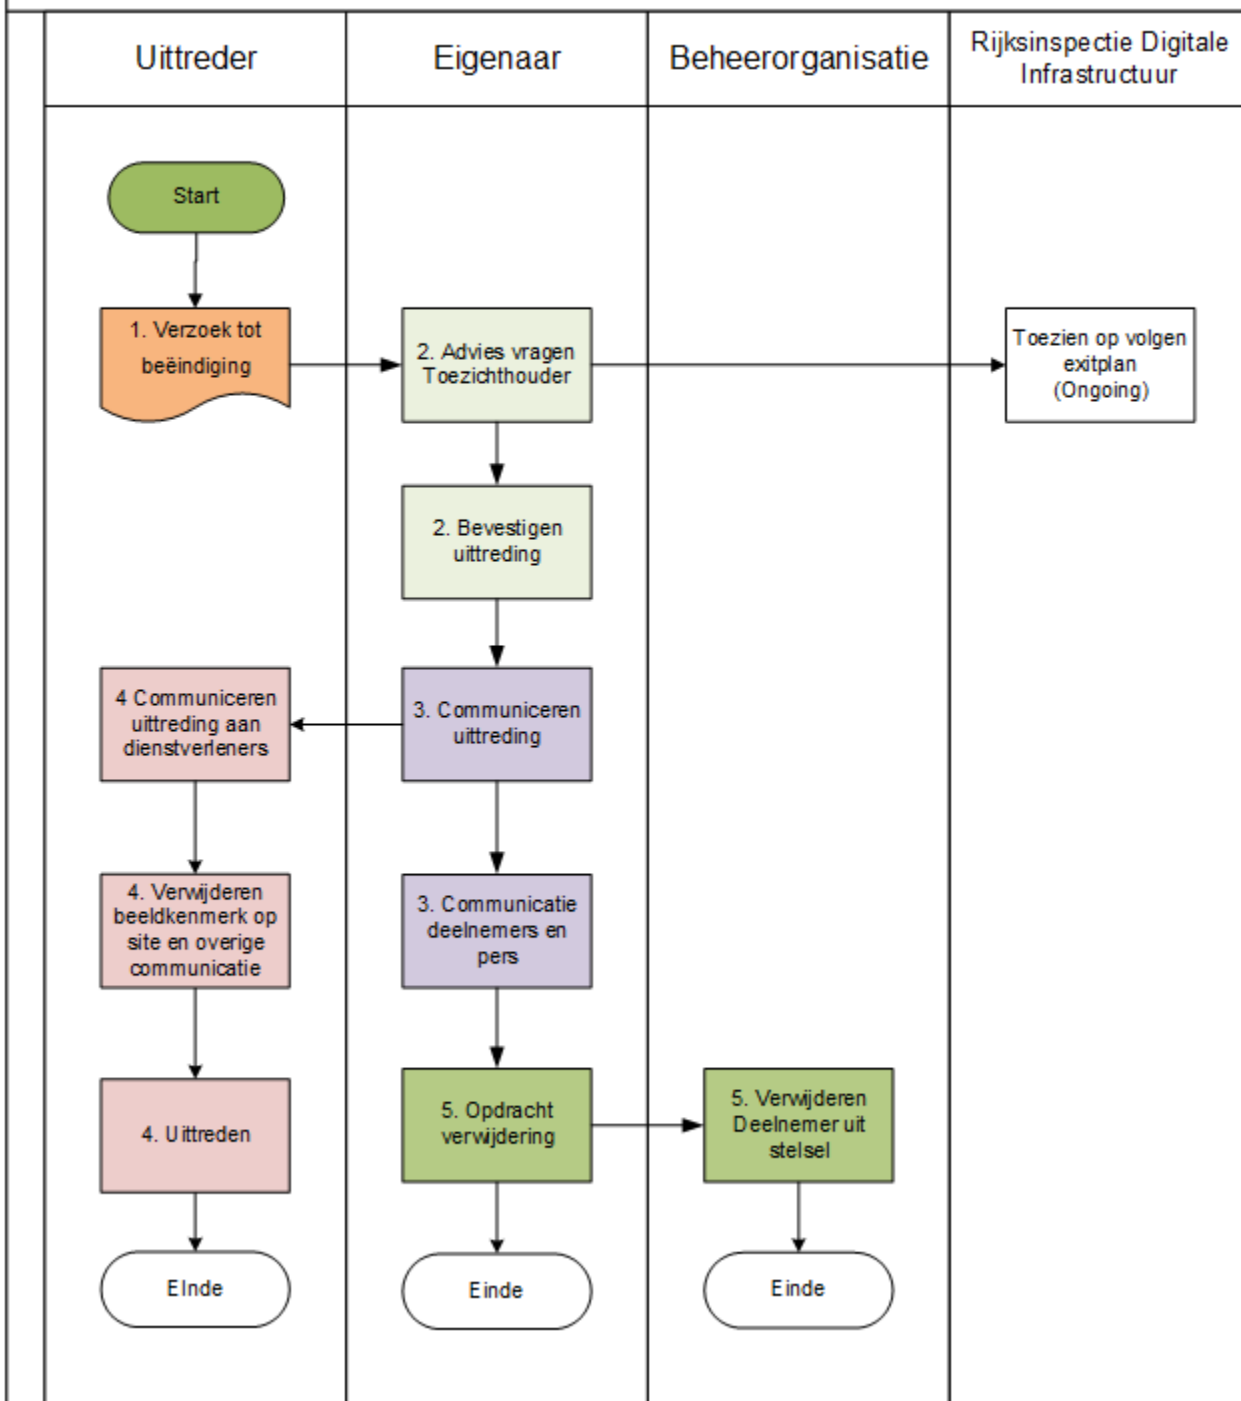 Uittreder
Eigenaar
Beheerorganisatie
Rijksinspectie Digitale
Infrastructuur
Start
1. Verzoek tot
beëindiging
2. Advies vragen
Toezichthouder
Toezien op volgen
exitplan
(Ongoing)
2. Bevestigen
uittreding
4 Communiceren
uittreding aan
dienstverleners
3. Communiceren
uittreding
4. Verwijderen
beeldkenmerk op
site en overige
communicatie
3. Communicatie
deelnemers en
pers
4. Uittreden
5. Opdracht
verwijdering
5. Verwijderen
Deelnemer uit
stelsel
EInde
Einde
Einde